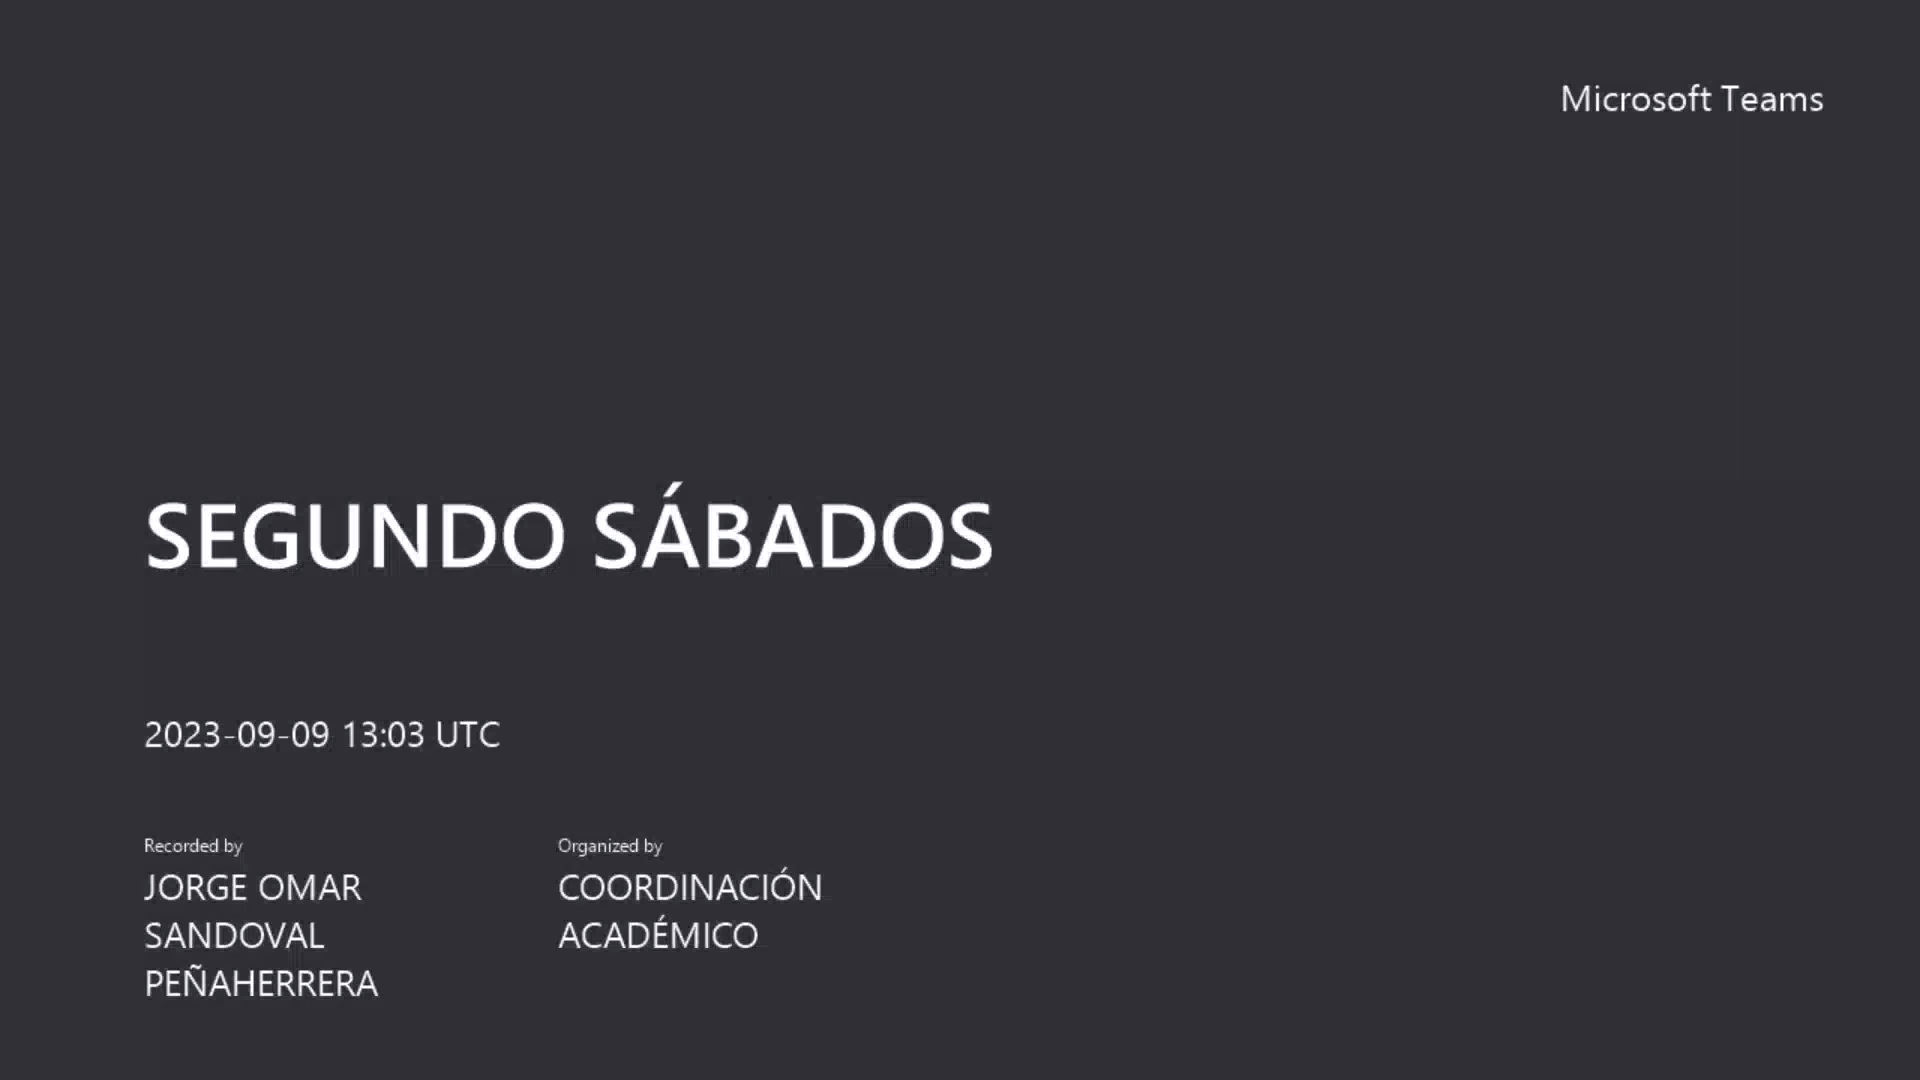 Microsoft Teams
SEGUNDO SÁBADOS
2023-09-09 13:03 UTC
Recorded by
JORGE OMAR
SANDOVAL
PEÑAHERRERA
Organized by
COORDINACIÓN
ACADÉMICO